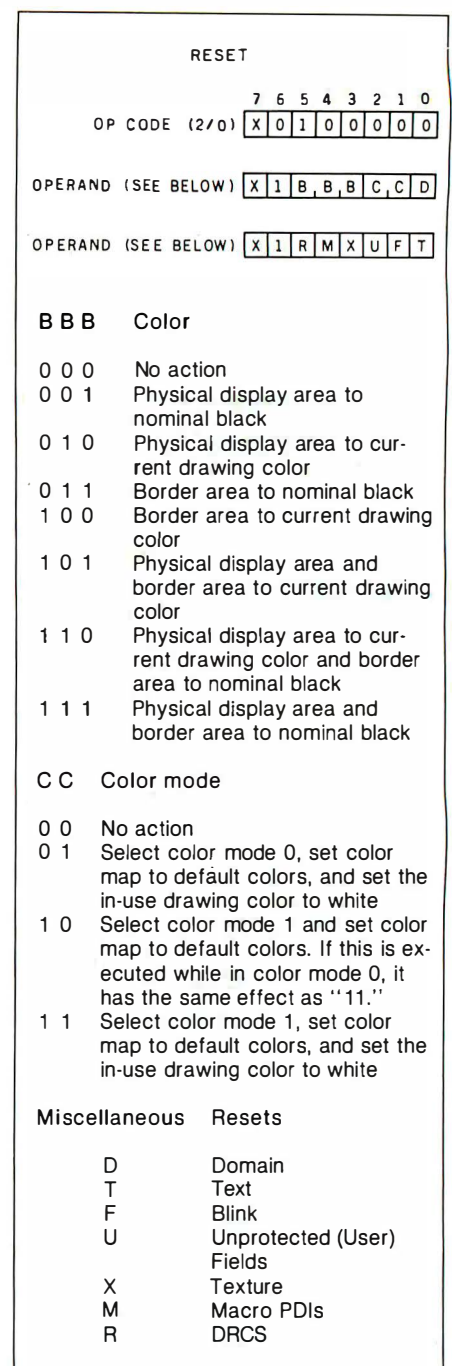 RESET
7 6 5 4 3 2 1 0
OP CODE (2/0) X 0 1 0 0 0 0 0
OPERAND (SEE BELOW) X 1 B,B,B C,C D
OPERAND (SEE BELOW) X 1 R M X U F T
B B B Color
0 0 0 No action
0 0 1 Physical display area to
nominal black
0 1 0 Physical display area to cur-
rent drawing color
0 1 1 Border area to nominal black
1 0 0 Border area to current drawing
color
1 0 1 Physical display area and
border area to current drawing
color
1 1 0 Physical display area to cur-
rent drawing color and border
area to nominal black
1 1 1 Physical display area and
border area to nominal black
C C Color mode
0 0 No action
0 1 Select color mode 0, set color
map to default colors, and set the
in-use drawing color to white
1 0 Select color mode 1 and set color
map to default colors. If this is ex-
ecuted while in color mode 0, it
has the same effect as "11."
1 1 Select color mode 1, set color
map to default colors, and set the
in-use drawing color to white
Miscellaneous Resets
D Domain
T Text
F Blink
U Unprotected (User)
Fields
X Texture
M Macro PDIs
R DRCS